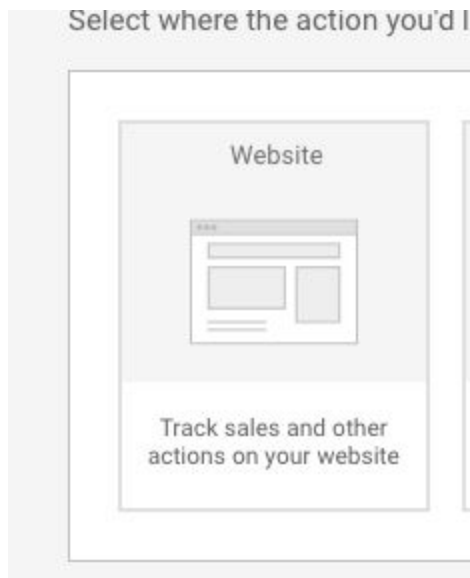 Select where the action you'd
Website
Track sales and other
actions on your website